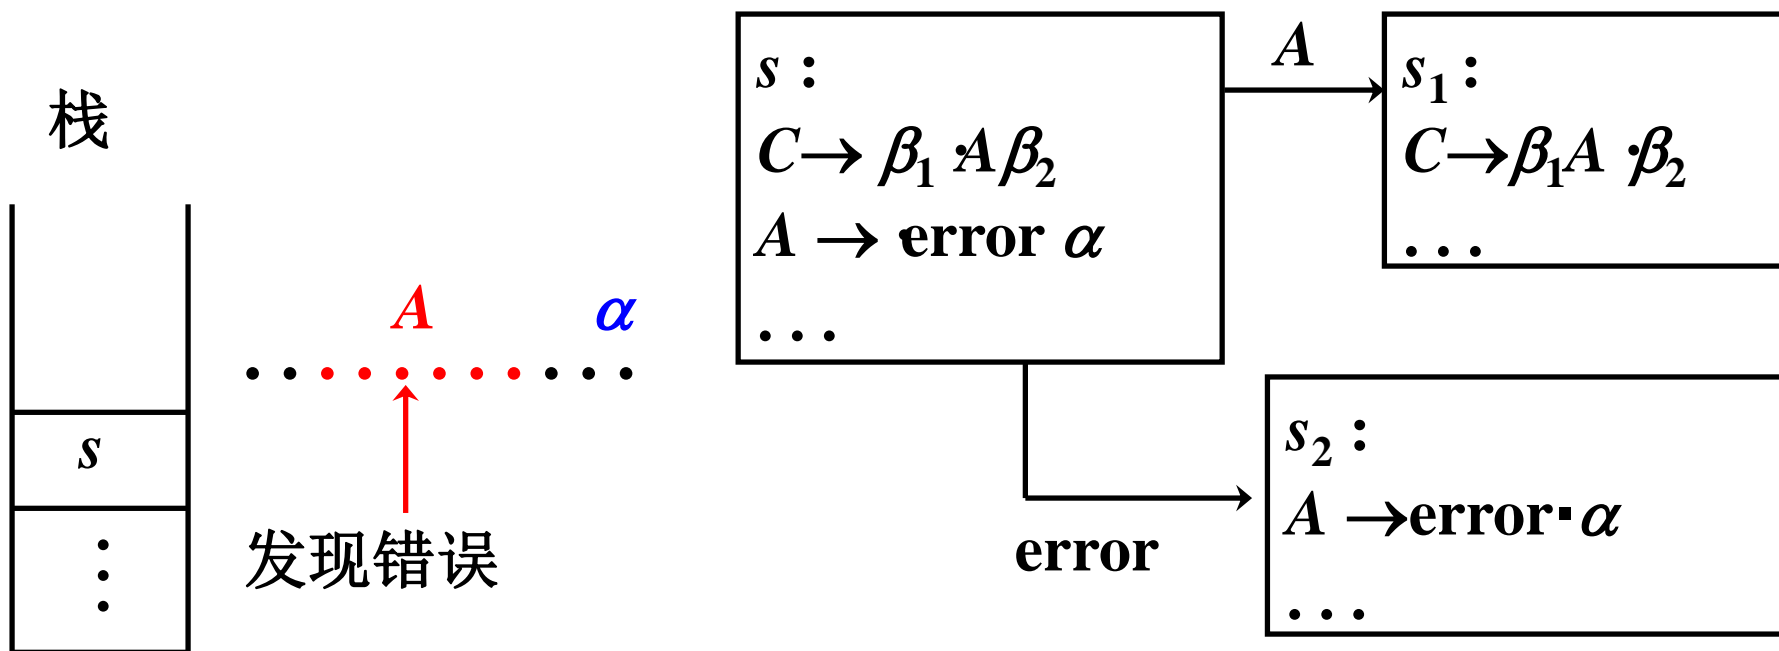 栈
s
⋮
A
α
• • • • • • • • • • •
发现错误
s :
C→ β₁ ·Aβ₂
A → ·error α
. . .
A
s₁ :
C→β₁A ·β₂
. . .
error
s₂ :
A →error·α
. . .